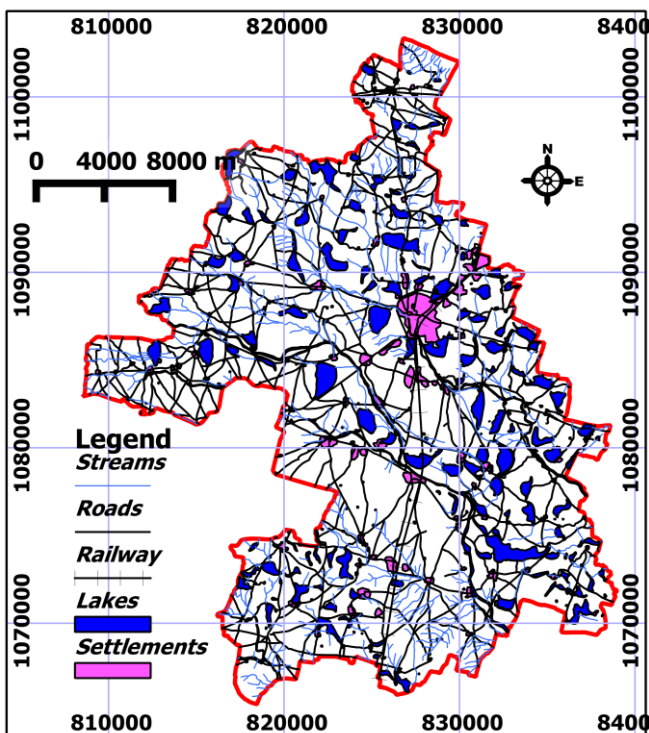 810000 820000 830000 8400
1100000 1100000
0 4000 8000 m
N
E
1090000 1090000
1080000 1080000
Legend
Streams
Roads
Railway
Lakes
Settlements
1070000 1070000
810000 820000 830000 8400